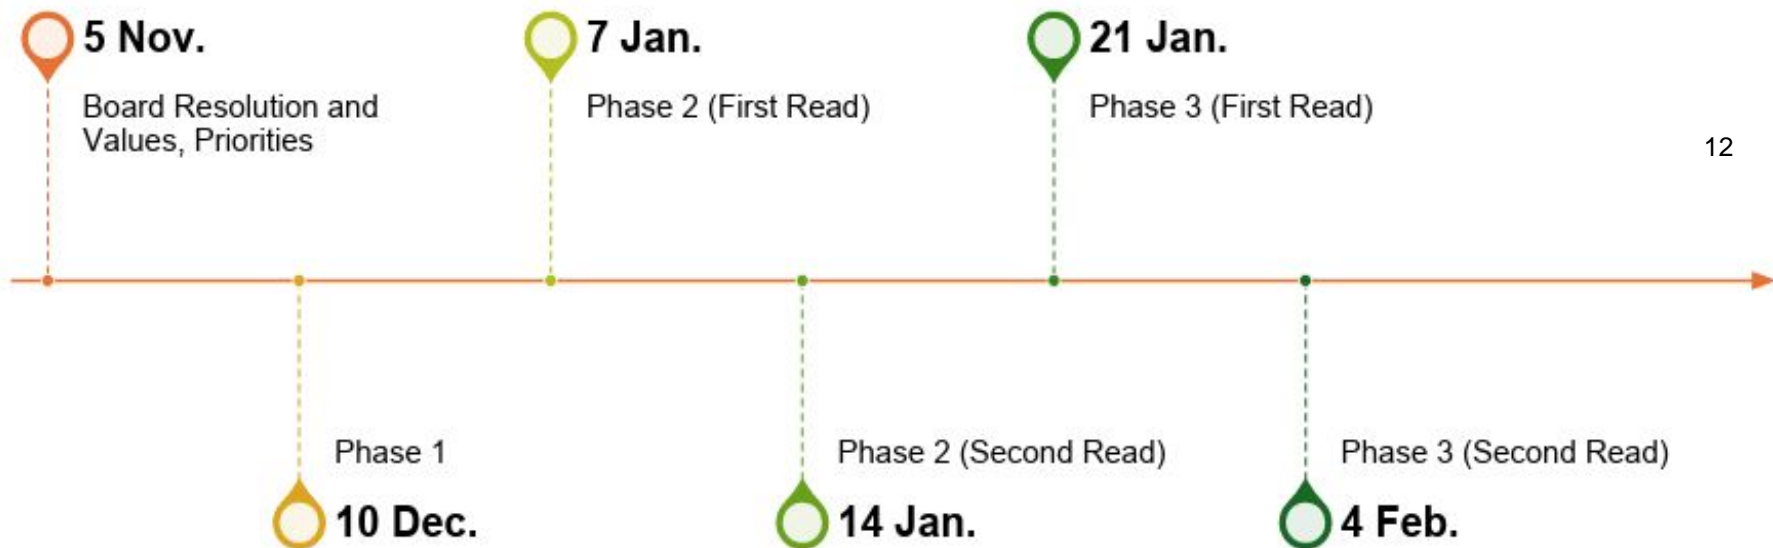 5 Nov.
Board Resolution and
Values, Priorities
7 Jan.
Phase 2 (First Read)
21 Jan.
Phase 3 (First Read)
12
Phase 1
10 Dec.
Phase 2 (Second Read)
14 Jan.
Phase 3 (Second Read)
4 Feb.